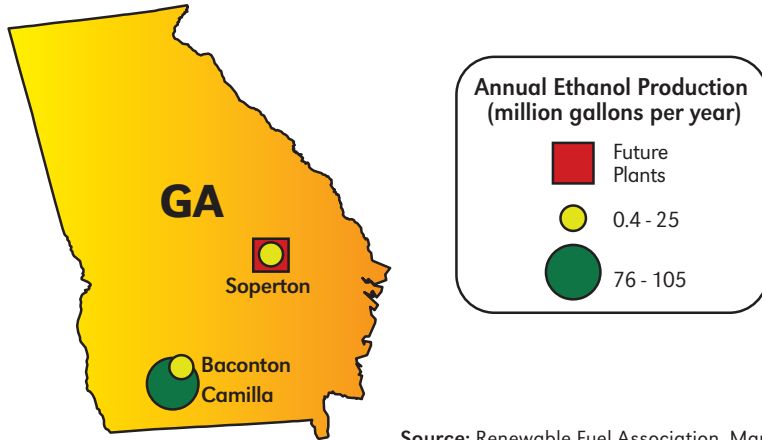 GA
Soperton
Baconton
Camilla
Annual Ethanol Production
(million gallons per year)
Future
Plants
0.4 - 25
76 - 105
Source: Renewable Fuel Association,